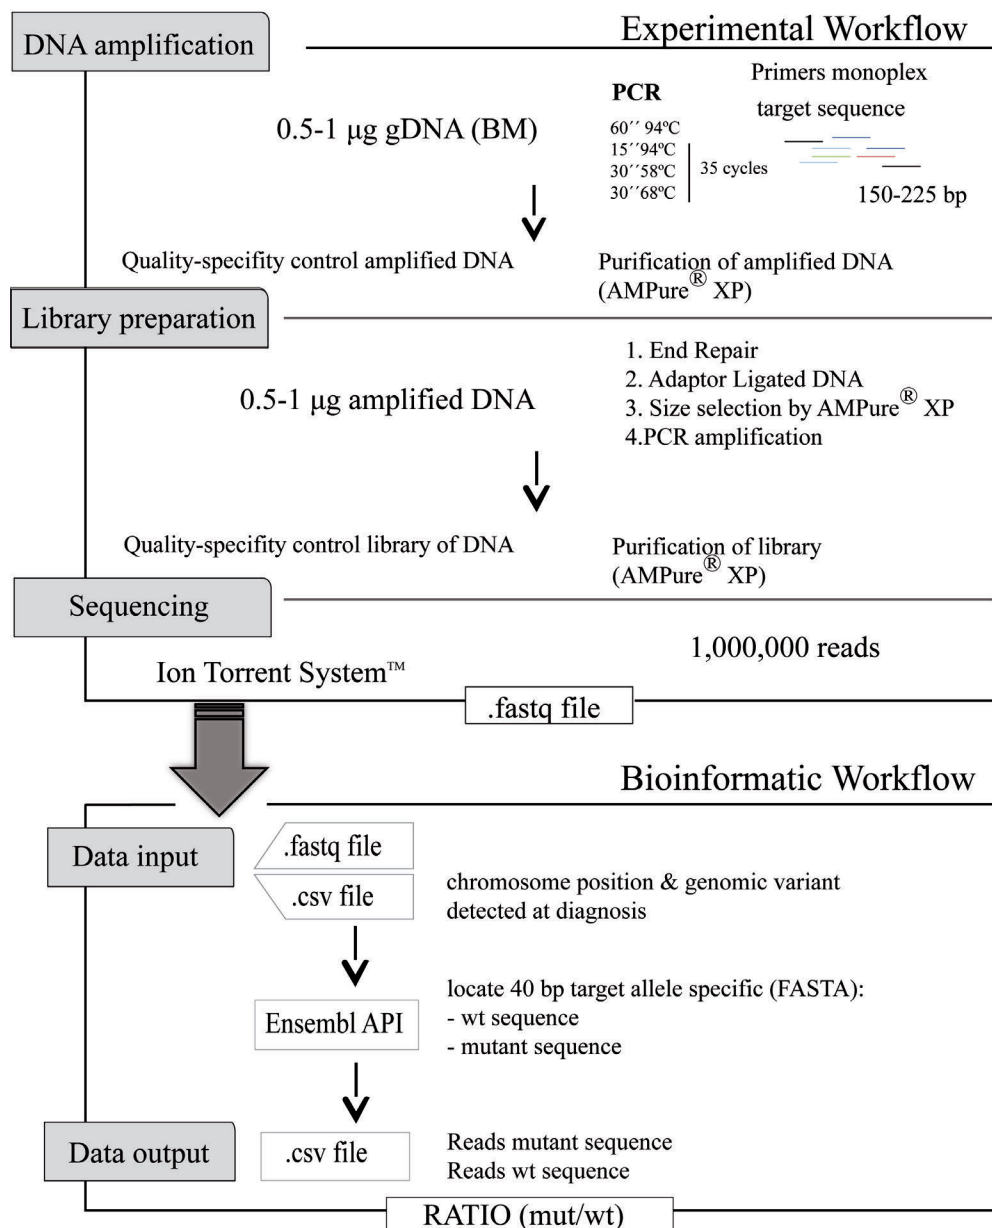 DNA amplification
Experimental Workflow
0.5-1 μg gDNA (BM)
PCR
60´´ 94ºC
15´´94ºC
30´´58ºC
30´´68ºC
35 cycles
Primers monoplex
target sequence
150-225 bp
Quality-specifity control amplified DNA
Purification of amplified DNA
(AMPure® XP)
Library preparation
0.5-1 μg amplified DNA
1. End Repair
2. Adaptor Ligated DNA
3. Size selection by AMPure® XP
4.PCR amplification
Quality-specifity control library of DNA
Purification of library
(AMPure® XP)
Sequencing
1,000,000 reads
Ion Torrent System™
.fastq file
Bioinformatic Workflow
Data input
.fastq file
.csv file
chromosome position & genomic variant
detected at diagnosis
Ensembl API
locate 40 bp target allele specific (FASTA):
- wt sequence
- mutant sequence
Data output
.csv file
Reads mutant sequence
Reads wt sequence
RATIO (mut/wt)